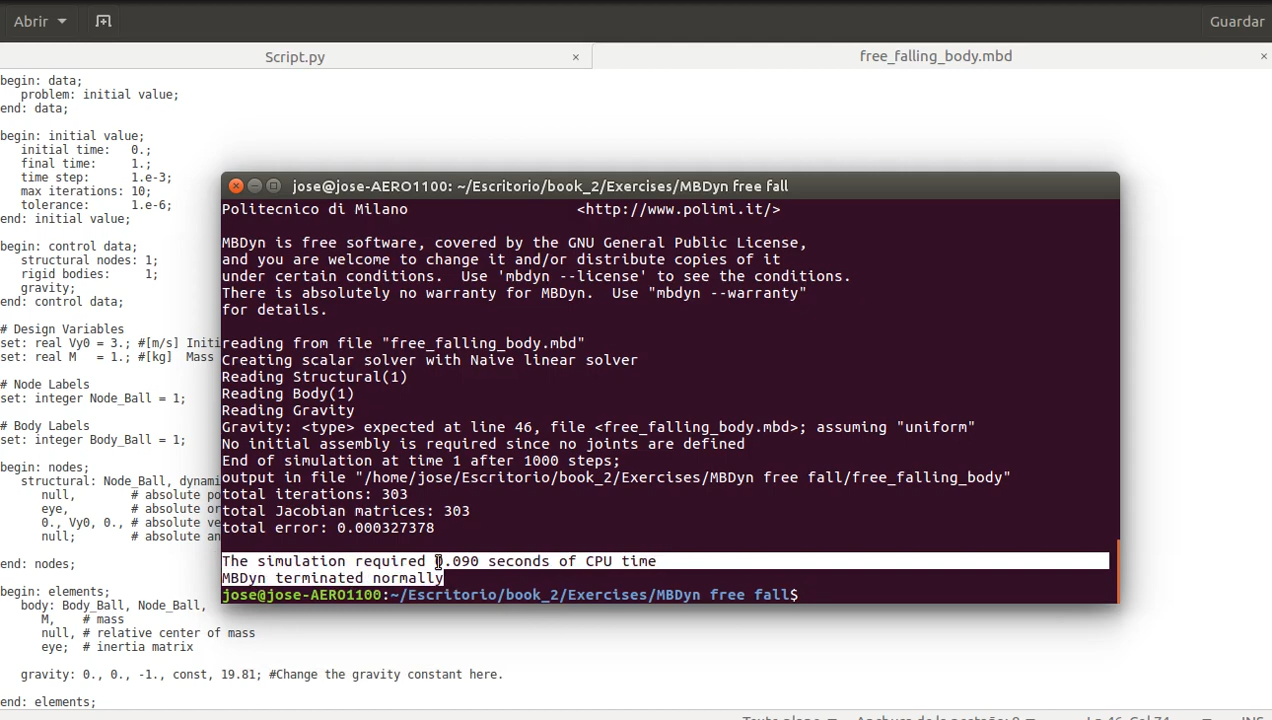 Abrir
Guardar
Script.py ×
free_falling_body.mbd ×
begin: data;
problem: initial value;
end: data;
begin: initial value;
initial time: 0.;
final time: 1.;
time step: 1.e-3;
max iterations: 10;
tolerance: 1.e-6;
end: initial value;
begin: control data;
structural nodes: 1;
rigid bodies: 1;
gravity;
end: control data;
# Design Variables
set: real Vy0 = 3.; #[m/s] Initi
set: real M = 1.; #[kg] Mass
# Node Labels
set: integer Node_Ball = 1;
# Body Labels
set: integer Body_Ball = 1;
begin: nodes;
structural: Node_Ball, dynami
null, # absolute po
eye, # absolute or
0., Vy0, 0., # absolute ve
null; # absolute an
end: nodes;
begin: elements;
body: Body_Ball, Node_Ball,
M, # mass
null, # relative center of mass
eye; # inertia matrix
gravity: 0., 0., -1., const, 19.81; #Change the gravity constant here.
end: elements;
jose@jose-AERO1100: ~/Escritorio/book_2/Exercises/MBDyn free fall
Politecnico di Milano <http://www.polimi.it/>
MBDyn is free software, covered by the GNU General Public License,
and you are welcome to change it and/or distribute copies of it
under certain conditions. Use 'mbdyn --license' to see the conditions.
There is absolutely no warranty for MBDyn. Use "mbdyn --warranty"
for details.
reading from file "free_falling_body.mbd"
Creating scalar solver with Naive linear solver
Reading Structural(1)
Reading Body(1)
Reading Gravity
Gravity: <type> expected at line 46, file <free_falling_body.mbd>; assuming "uniform"
No initial assembly is required since no joints are defined
End of simulation at time 1 after 1000 steps;
output in file "/home/jose/Escritorio/book_2/Exercises/MBDyn free fall/free_falling_body"
total iterations: 303
total Jacobian matrices: 303
total error: 0.000327378
The simulation required 0.090 seconds of CPU time
MBDyn terminated normally
jose@jose-AERO1100:~/Escritorio/book_2/Exercises/MBDyn free fall$